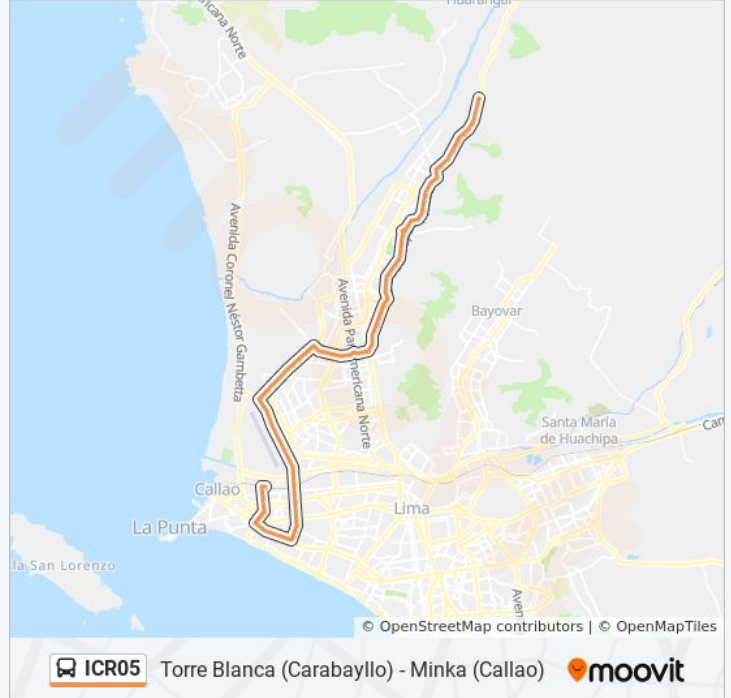 Huarangal
ricana Norte
Avenida Coronel Néstor Gambetta
Avenida Panamericana Norte
Bayovar
Santa María
de Huachipa
Callao
Lima
La Punta
la San Lorenzo
© OpenStreetMap contributors | © OpenMapTiles
ICR05 Torre Blanca (Carabayllo) - Minka (Callao) moovit